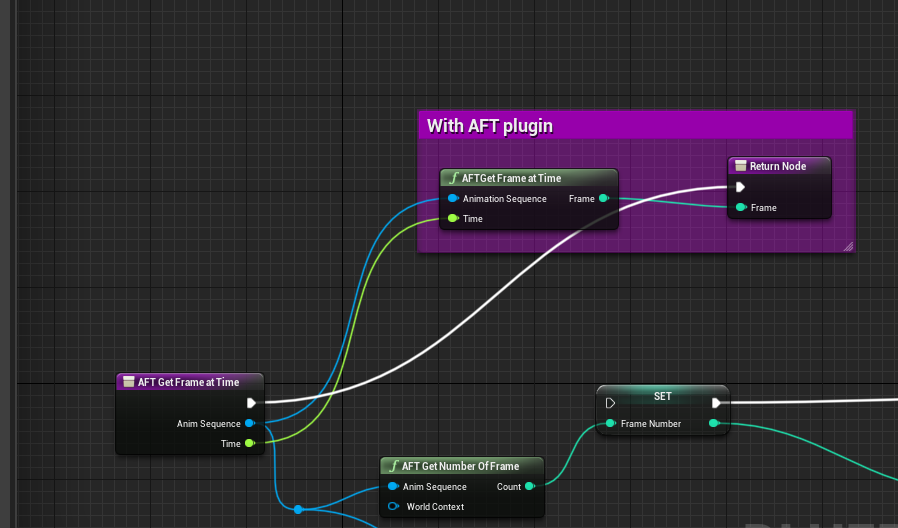 With AFT plugin
AFTGet Frame at Time
Animation Sequence
Frame
Time
Return Node
Frame
AFT Get Frame at Time
Anim Sequence
Time
SET
Frame Number
AFT Get Number Of Frame
Anim Sequence
Count
World Context